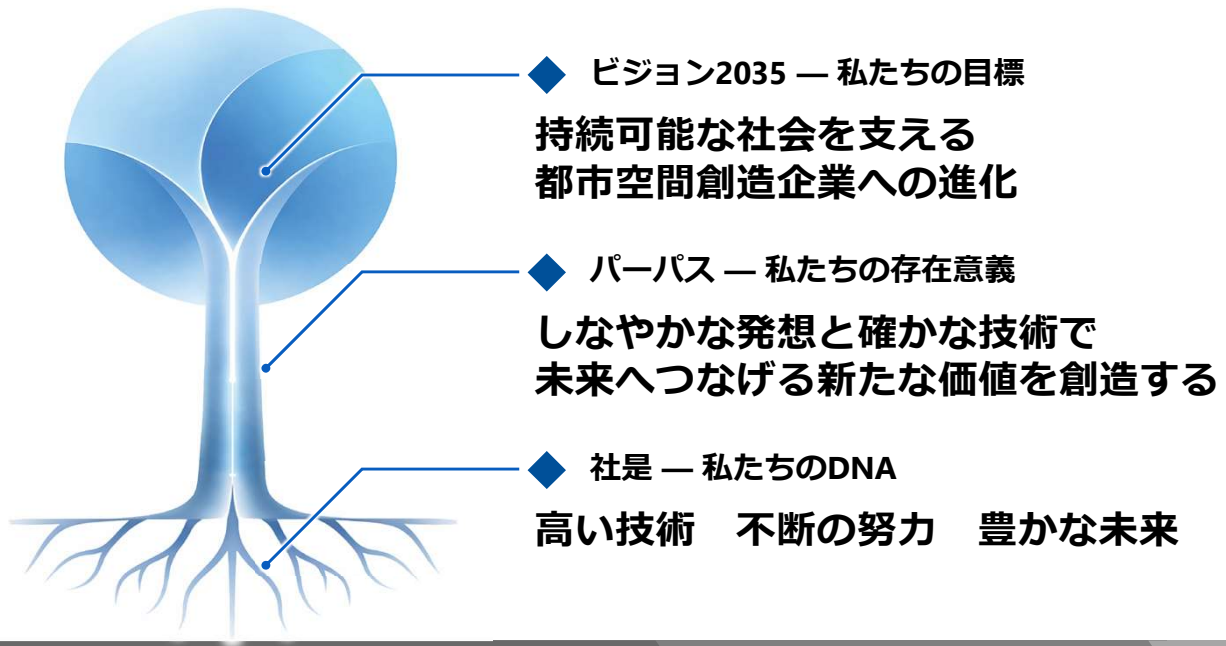 ビジョン2035 ― 私たちの目標
持続可能な社会を支える
都市空間創造企業への進化
パーパス ― 私たちの存在意義
しなやかな発想と確かな技術で
未来へつなげる新たな価値を創造する
社是 ― 私たちのDNA
高い技術　不断の努力　豊かな未来